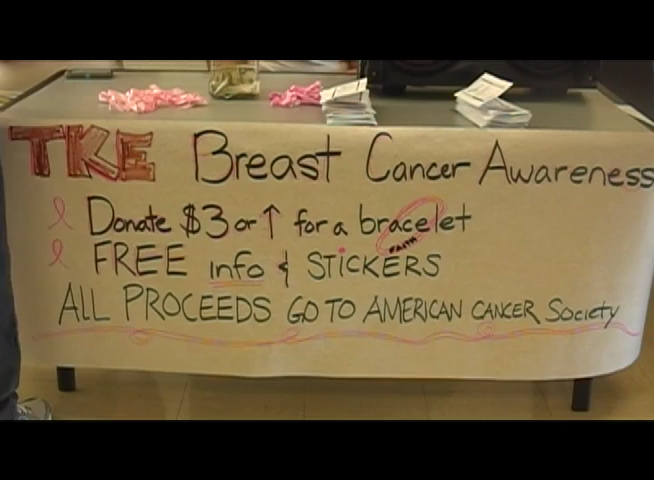 TKE Breast Cancer Awareness
Donate $3 or ↑ for a bracelet
FAITH
FREE info & STiCKERS
ALL PROCEEDS GO TO AMERICAN CANCER Society